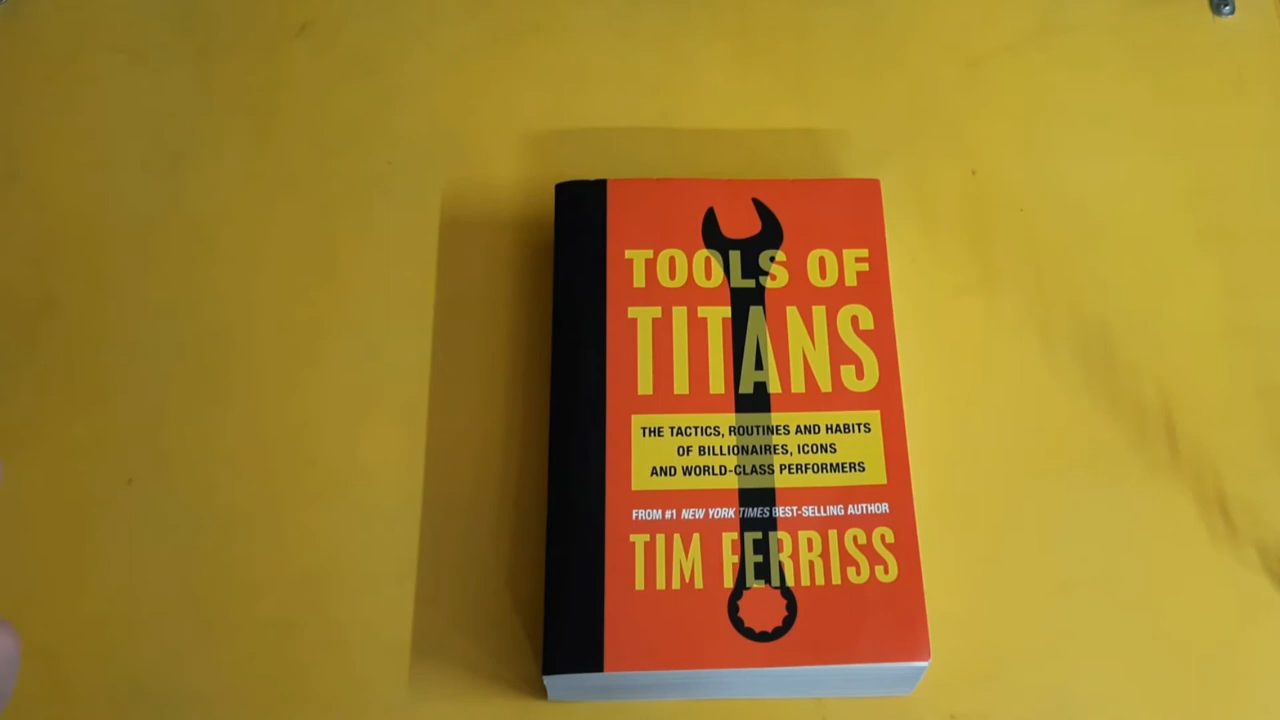 TOOLS OF
TITANS
THE TACTICS, ROUTINES AND HABITS
OF BILLIONAIRES, ICONS
AND WORLD-CLASS PERFORMERS
FROM #1 NEW YORK TIMES BEST-SELLING AUTHOR
TIM FERRISS